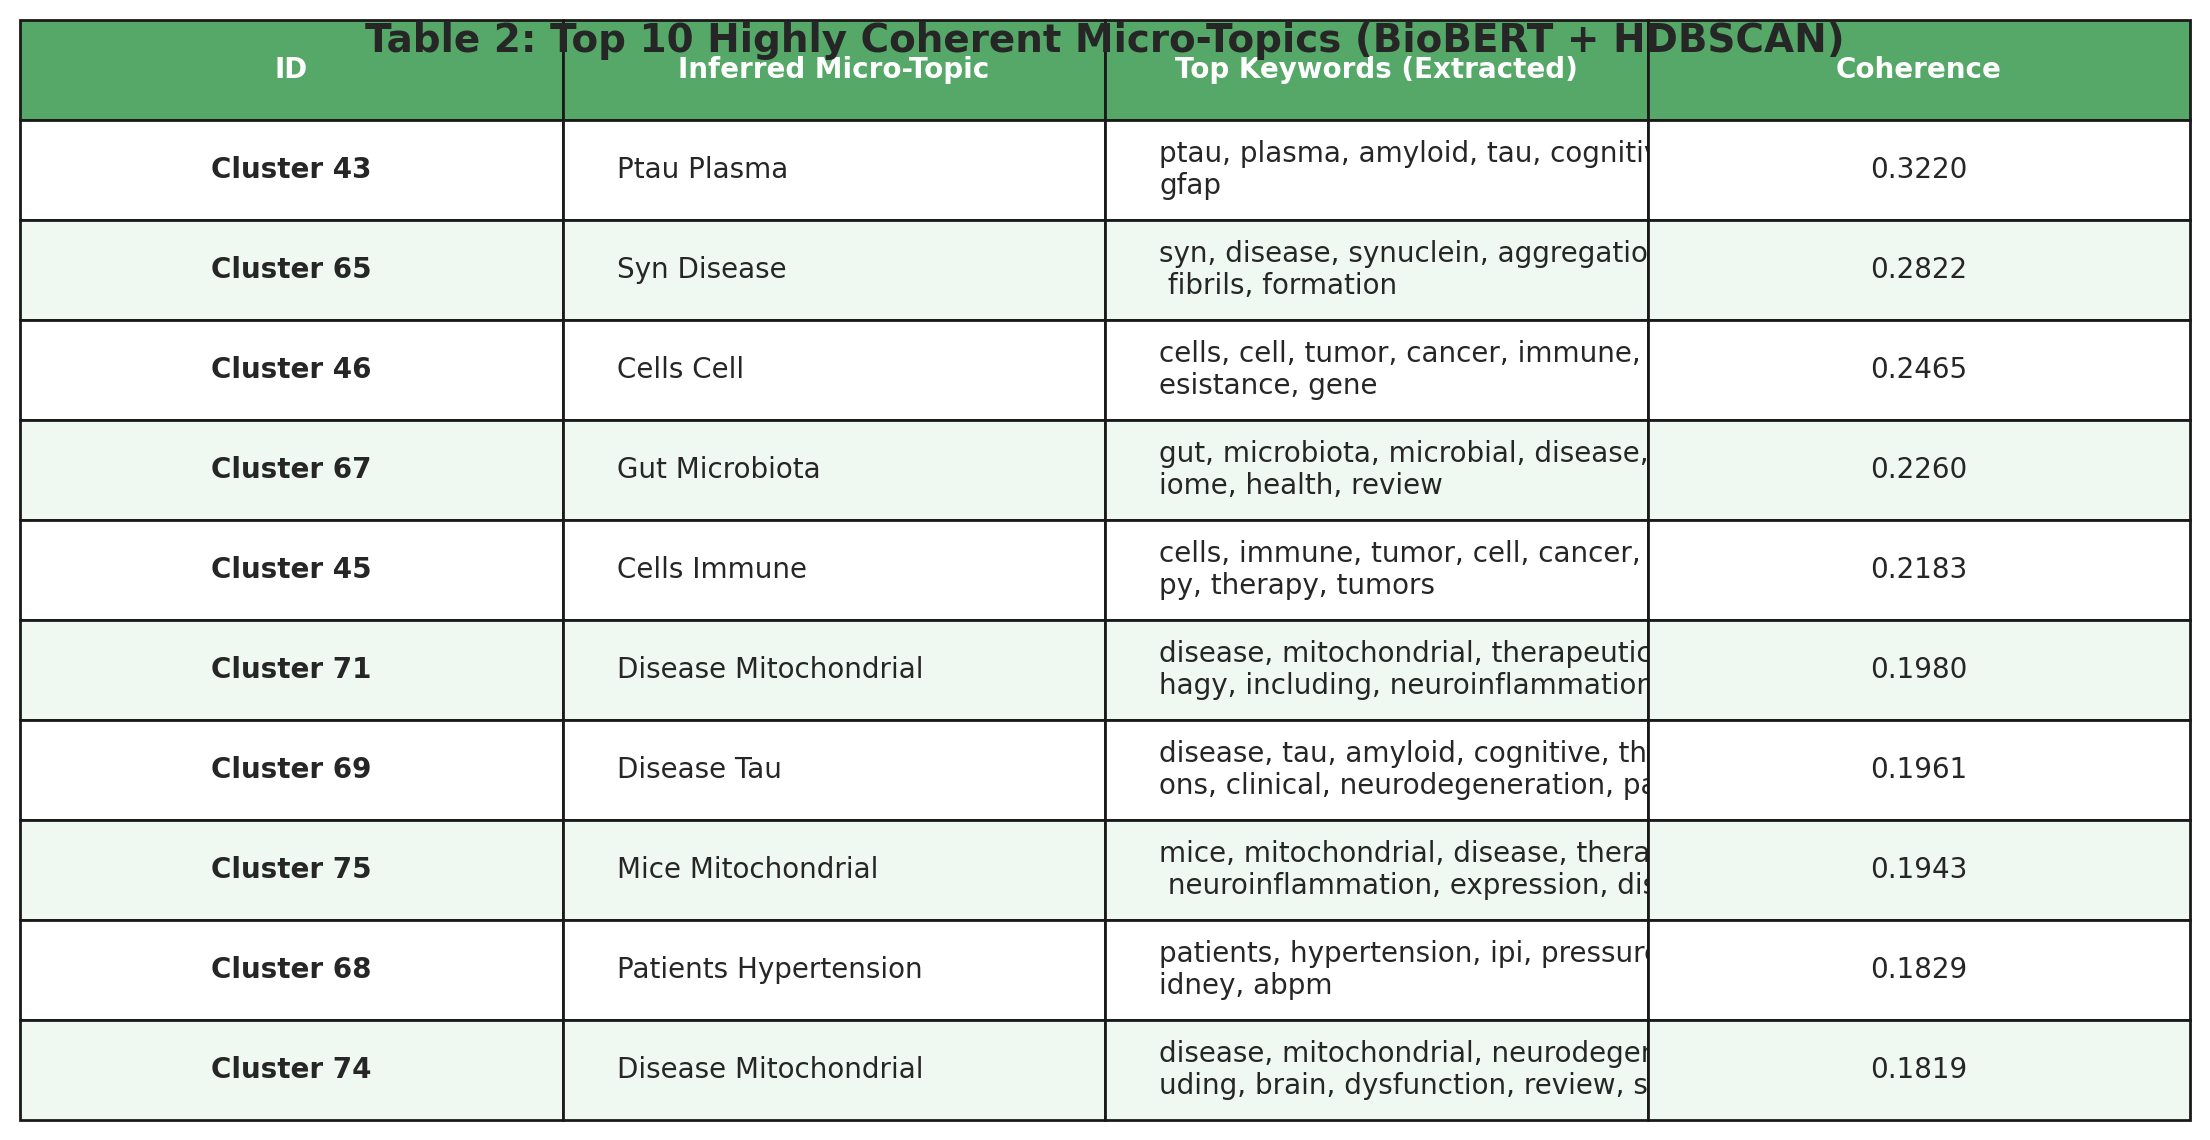 Table 2: Top 10 Highly Coherent Micro-Topics (BioBERT + HDBSCAN)
ID Inferred Micro-Topic Top Keywords (Extracted) Coherence
Cluster 43 Ptau Plasma ptau, plasma, amyloid, tau, 0.3220
gfap
Cluster 65 Syn Disease syn, disease, synuclein, 0.2822
fibrils, formation
Cluster 46 Cells Cell cells, cell, tumor, cancer, immune, 0.2465
esistance, gene
Cluster 67 Gut Microbiota gut, microbiota, microbial, disease, 0.2260
iome, health, review
Cluster 45 Cells Immune cells, immune, tumor, cell, cancer, 0.2183
py, therapy, tumors
Cluster 71 Disease Mitochondrial disease, mitochondrial, therapeutic 0.1980
hagy, including, neuroinflammation
Cluster 69 Disease Tau disease, tau, amyloid, cognitive, th 0.1961
ons, clinical, neurodegeneration, pa
Cluster 75 Mice Mitochondrial mice, mitochondrial, disease, thera 0.1943
neuroinflammation, expression, dis
Cluster 68 Patients Hypertension patients, hypertension, ipi, pressure 0.1829
idney, abpm
Cluster 74 Disease Mitochondrial disease, mitochondrial, 0.1819
uding, brain, dysfunction, review, s